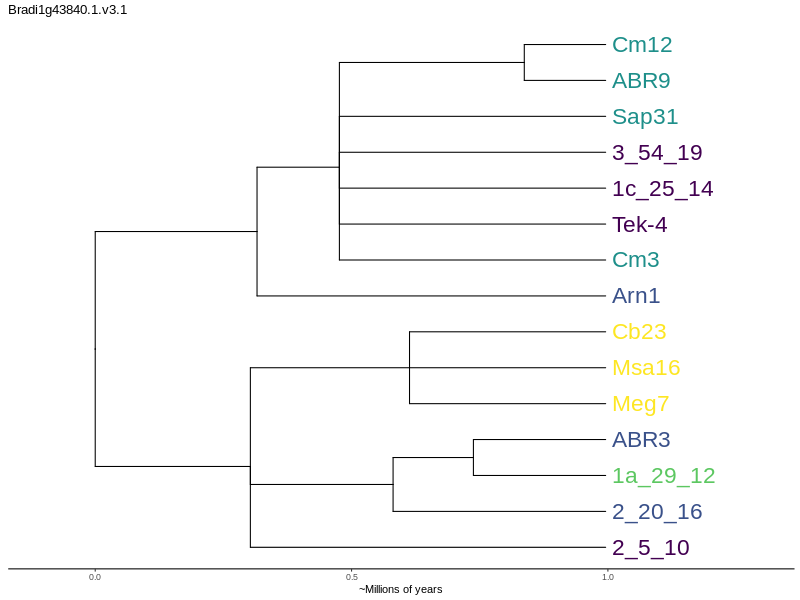 Bradi1g43840.1.v3.1
Cm12
ABR9
Sap31
3_54_19
1c_25_14
Tek-4
Cm3
Arn1
Cb23
Msa16
Meg7
ABR3
1a_29_12
2_20_16
2_5_10
0.0 0.5 1.0
~Millions of years